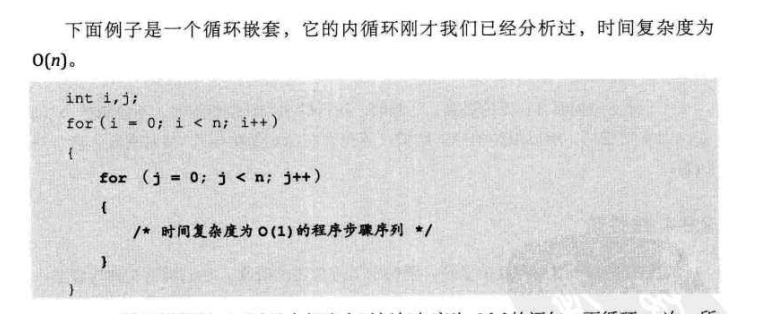 下面例子是一个循环嵌套，它的内循环刚才我们已经分析过，时间复杂度为
O(n)。
int i,j;
for(i = 0; i < n; i++)
{
for (j = 0; j < n; j++)
{
/* 时间复杂度为O(1)的程序步骤序列 */
}
}